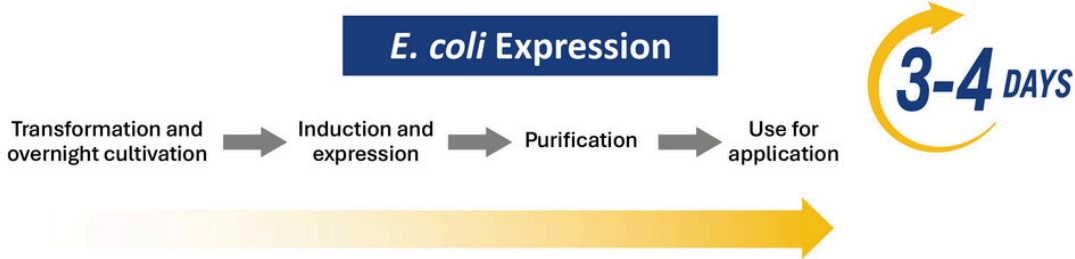 E. coli Expression
3-4 DAYS
Transformation and
overnight cultivation
Induction and
expression
Purification
Use for
application